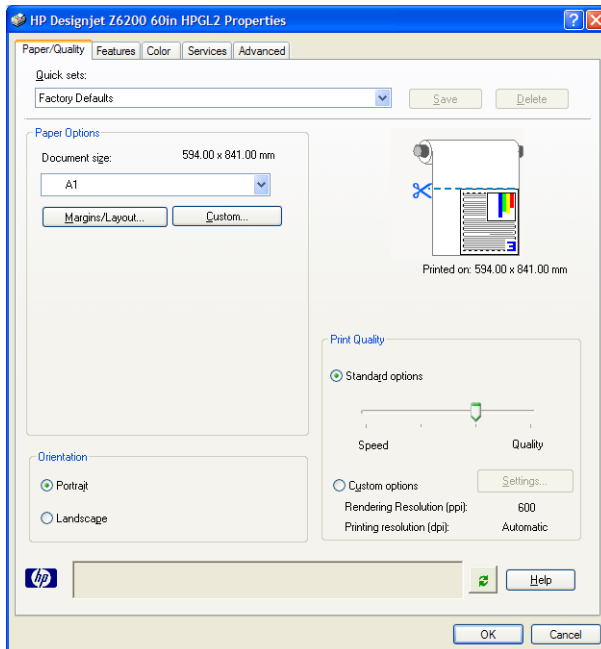 HP Designjet Z6200 60in HPGL2 Properties
Paper/Quality Features Color Services Advanced
Quick sets:
Factory Defaults Save Delete
Paper Options
Document size: 594.00 x 841.00 mm
A1
Margins/Layout... Custom...
3
Printed on: 594.00 x 841.00 mm
Print Quality
Standard options
Speed Quality
Orientation
Portrait
Custom options Settings...
Rendering Resolution (ppi): 600
Landscape
Printing resolution (dpi): Automatic
hp Help
OK Cancel